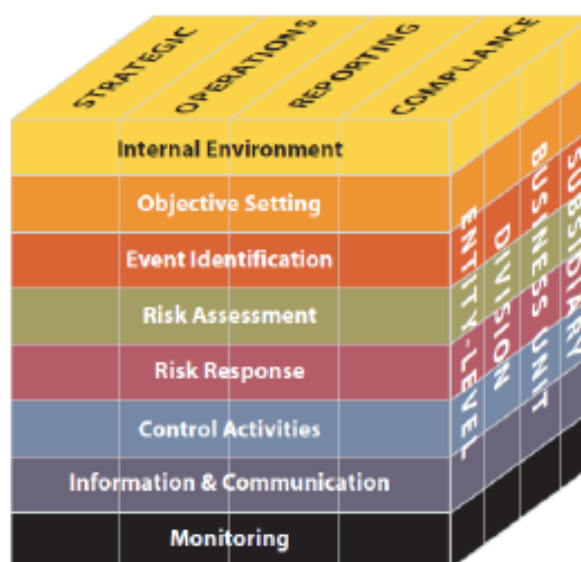 STRATEGIC
OPERATIONS
REPORTING
COMPLIANCE
Internal Environment
Objective Setting
Event Identification
Risk Assessment
Risk Response
Control Activities
Information & Communication
Monitoring
ENTITY-LEVEL
DIVISION
BUSINESS UNIT
SUBSIDIARY